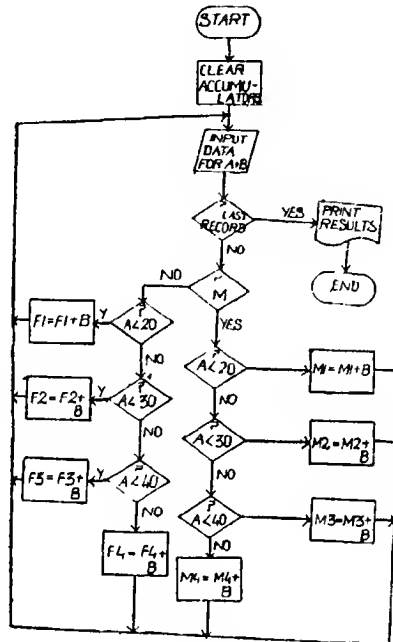 START
CLEAR
ACCUMU-
LATORS
INPUT
DATA
FOR A+B
?
LAST
RECORD
YES
PRINT
RESULTS
END
NO
?
M
NO
YES
?
A<20
Y
F1=F1+B
NO
?
A<20
M1=M1+B
NO
?
A<30
Y
F2=F2+
B
NO
?
A<30
M2=M2+
B
NO
?
A<40
Y
F3=F3+
B
NO
?
A<40
M3=M3+
B
NO
F4=F4+
B
M4=M4+
B